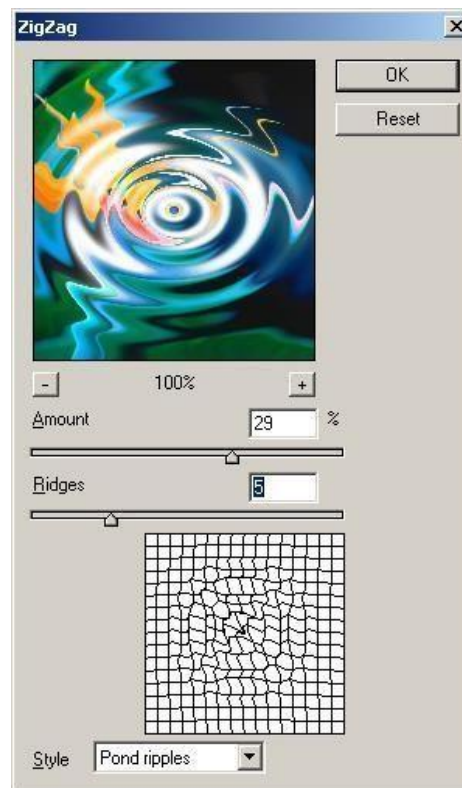 ZigZag
OK
Reset
- 100% +
Amount 29 %
Ridges 5
Style Pond ripples